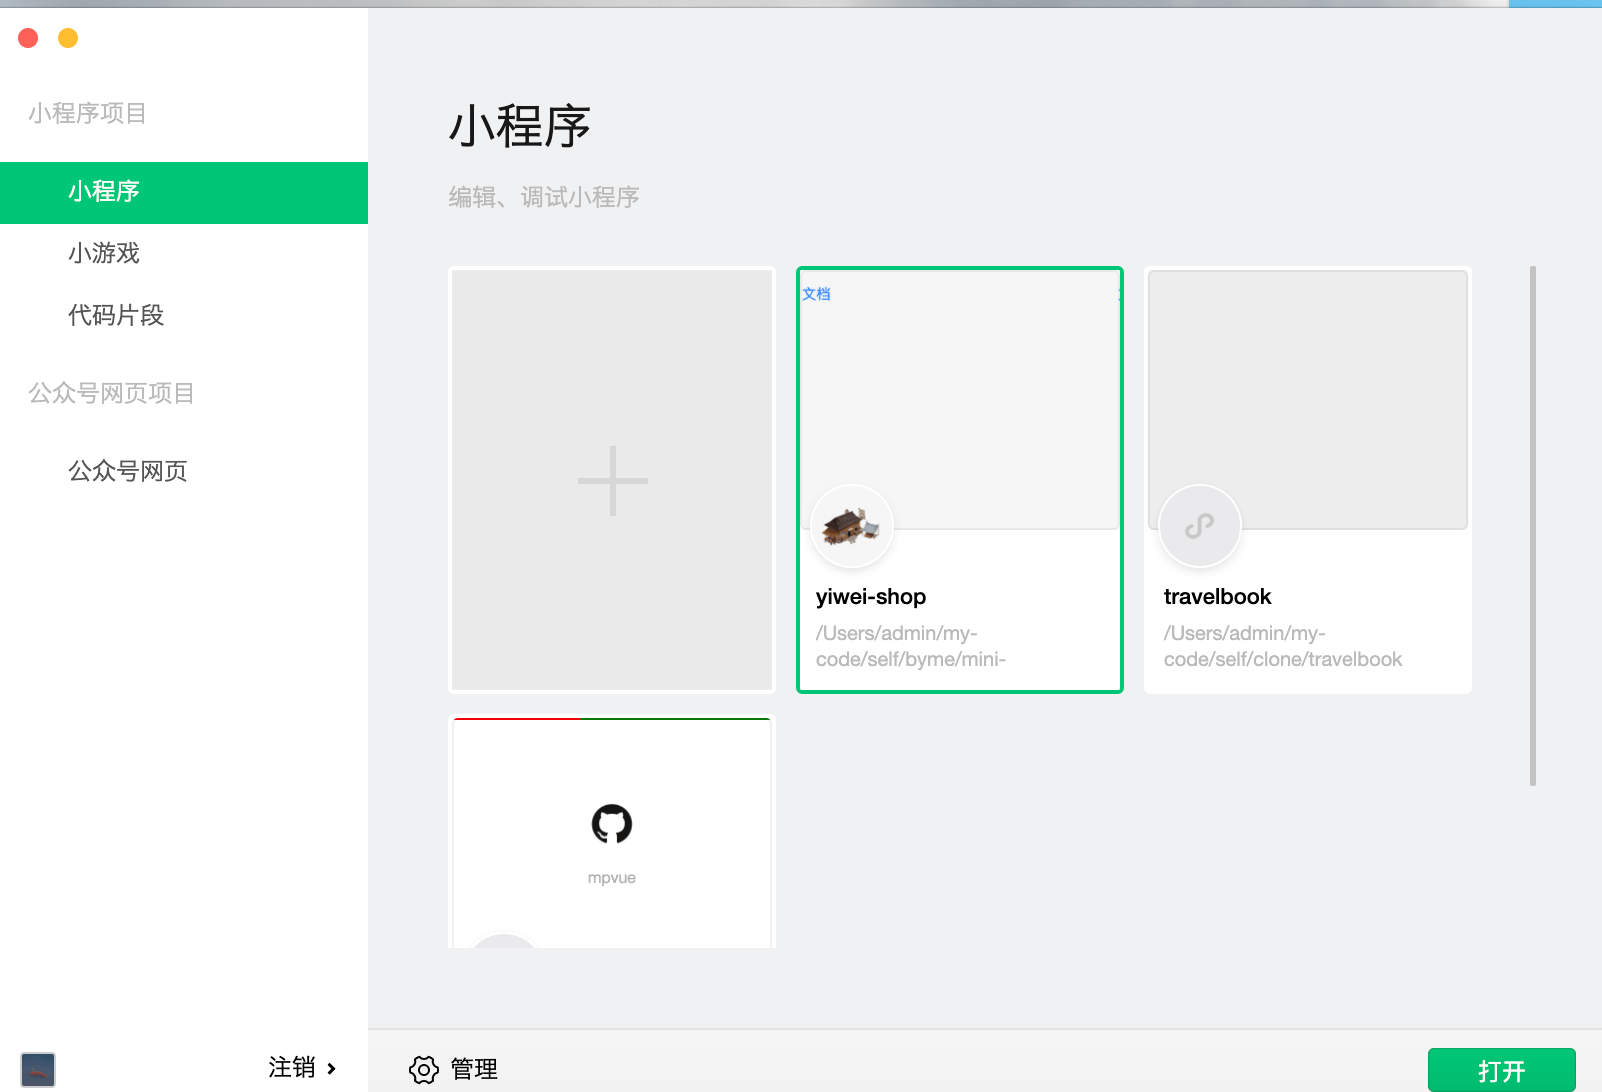 小程序项目
小程序
小游戏
代码片段
公众号网页项目
公众号网页
注销
小程序
编辑、调试小程序
文档
yiwei-shop
/Users/admin/my-
code/self/byme/mini-
travelbook
/Users/admin/my-
code/self/clone/travelbook
mpvue
管理
打开